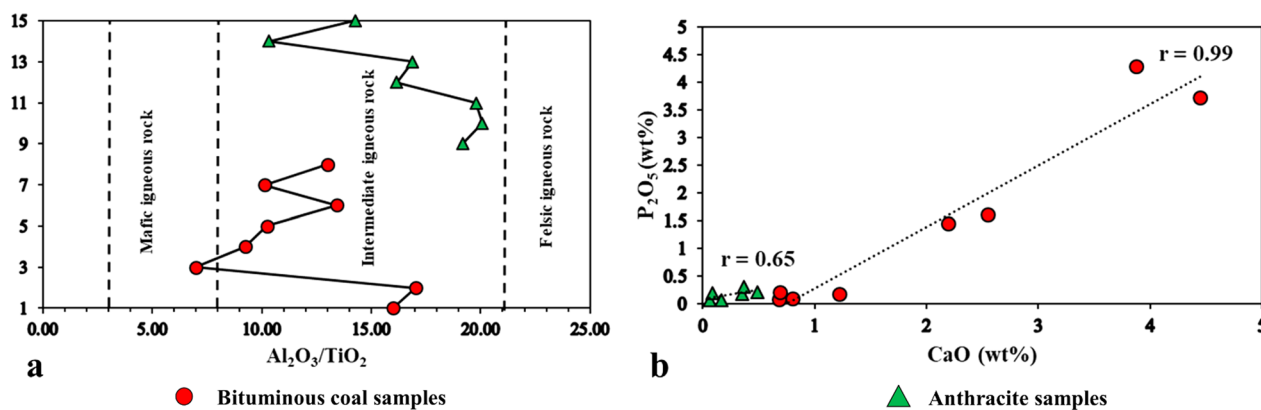 15
13
11
9
7
5
3
1
0.00 5.00 10.00 15.00 20.00 25.00
Mafic igneous rock
Intermediate igneous rock
Felsic igneous rock
Al₂O₃/TiO₂
a
5
4.5
4
3.5
3
2.5
2
1.5
1
0.5
0
0 1 2 3 4 5
P₂O₅ (wt%)
r = 0.99
r = 0.65
CaO (wt%)
b
Bituminous coal samples
Anthracite samples